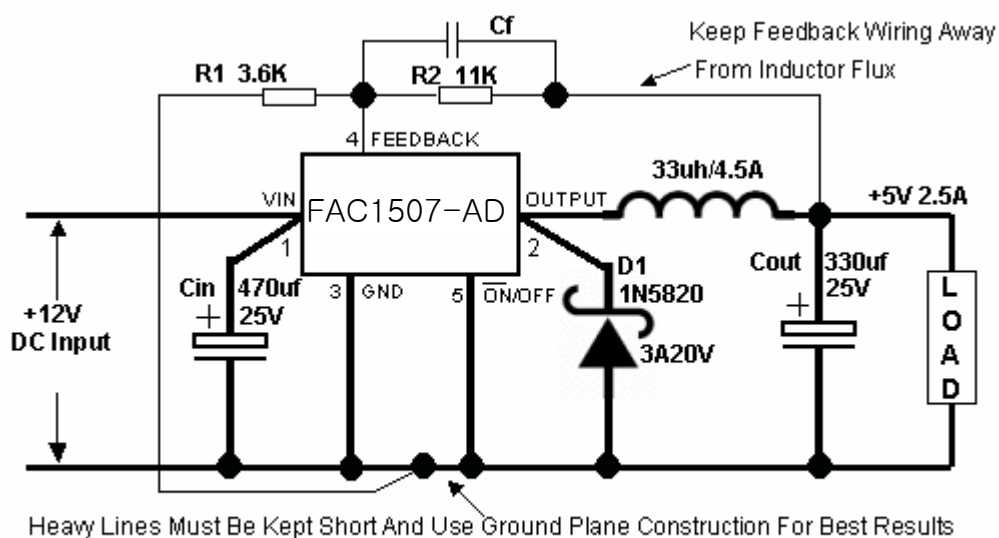 Cf
Keep Feedback Wiring Away
From Inductor Flux
R1 3.6K
R2 11K
4 FEEDBACK
33uh/4.5A
VIN
FAC1507-AD
OUTPUT
+5V 2.5A
1
2
Cin
470uf
25V
3 GND
5 ON/OFF
D1
1N5820
Cout
330uf
25V
+
+
+12V
DC Input
3A20V
LOAD
Heavy Lines Must Be Kept Short And Use Ground Plane Construction For Best Results